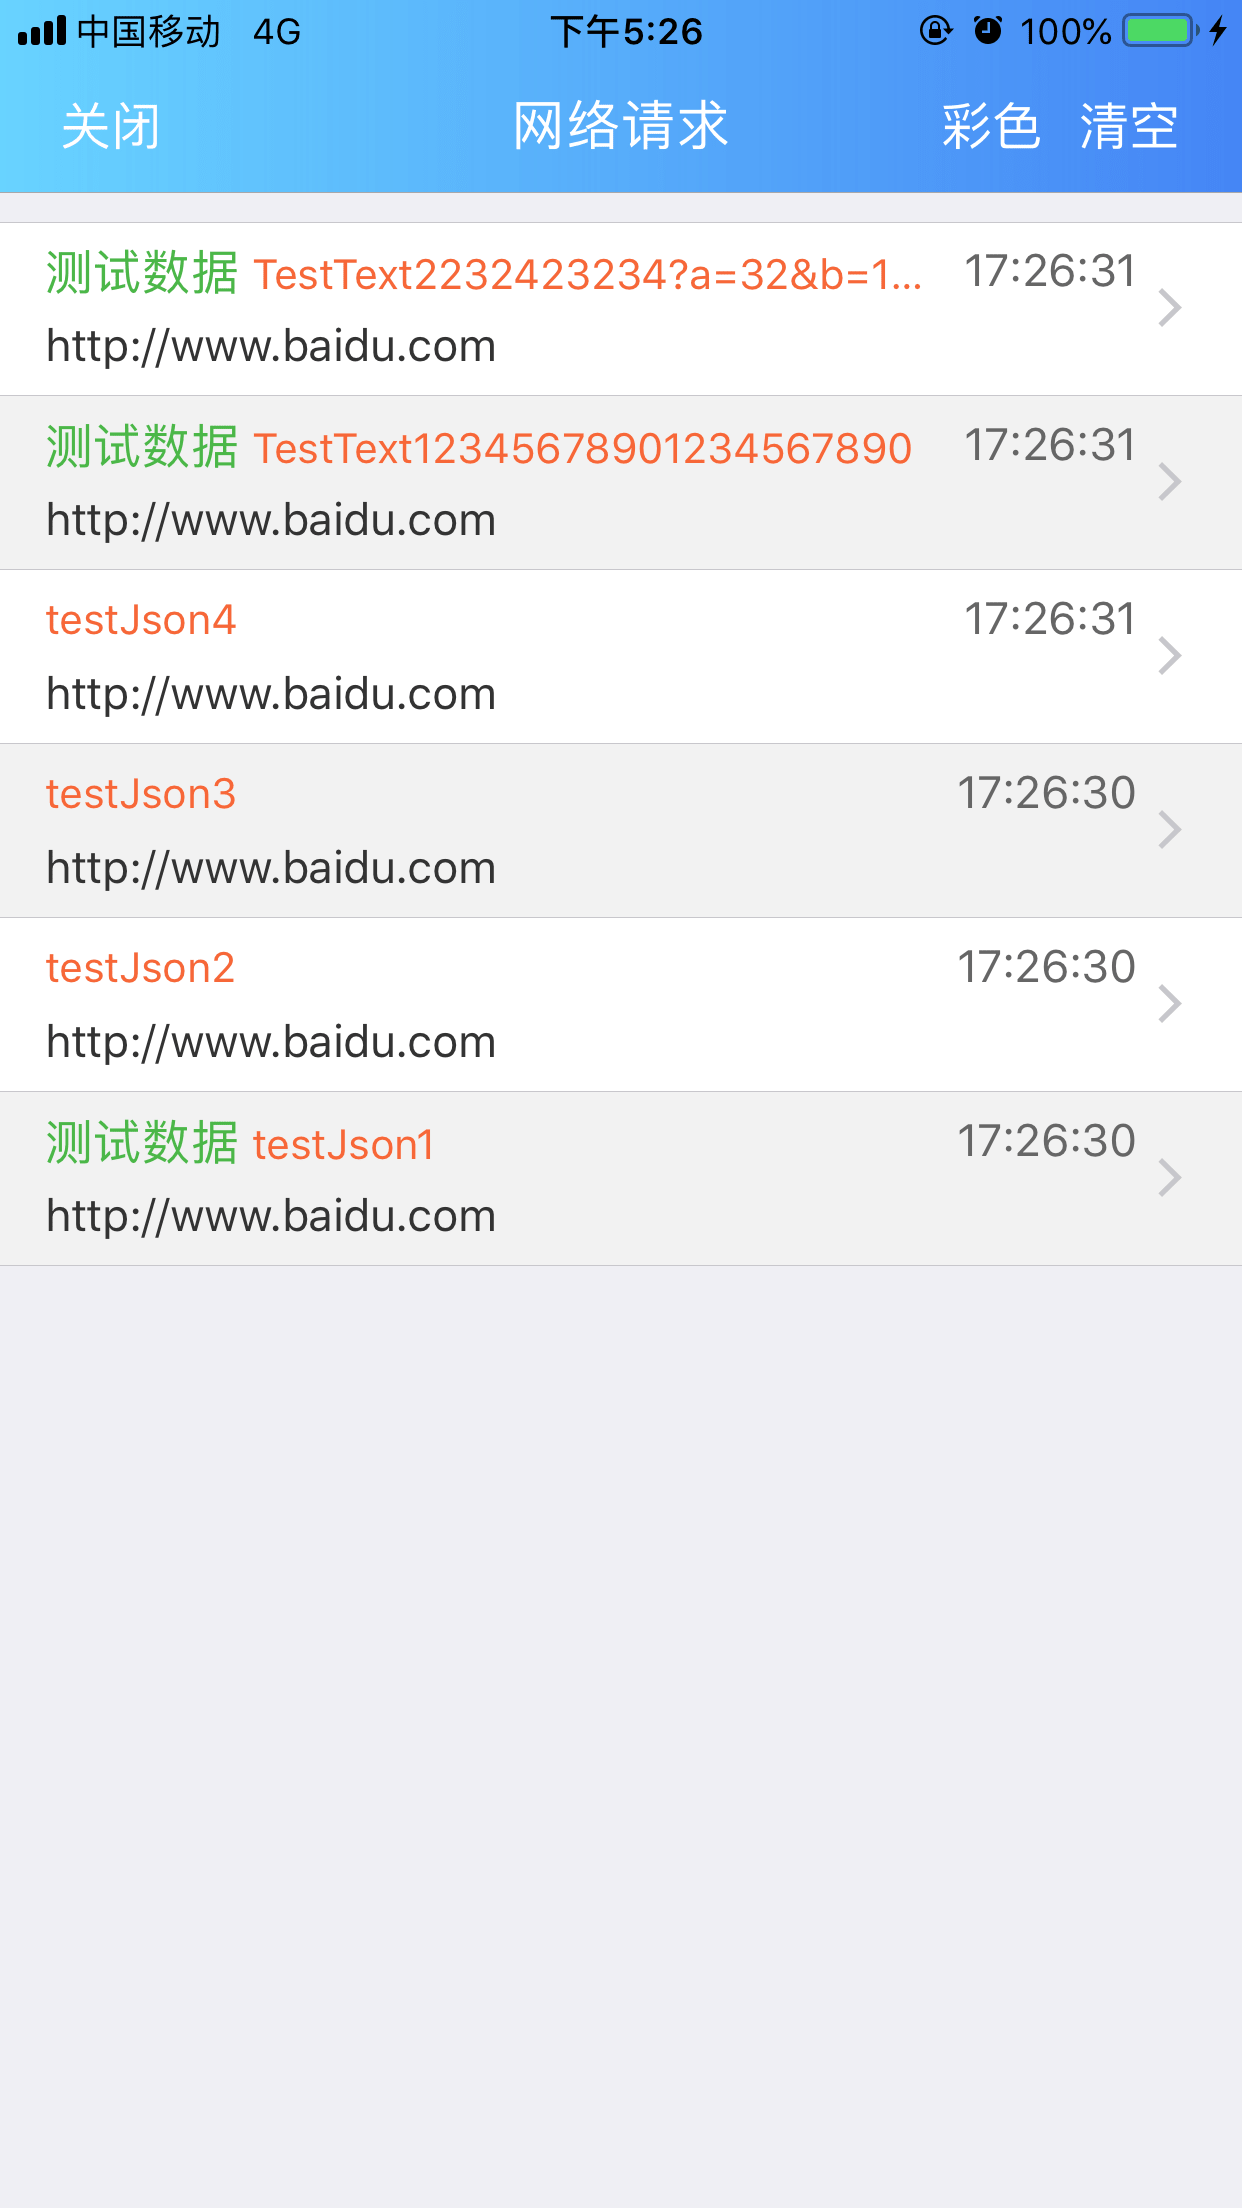 中国移动 4G 下午5:26 100%
关闭 网络请求 彩色 清空
测试数据 TestText2232423234?a=32&b=1... 17:26:31
http://www.baidu.com
测试数据 TestText12345678901234567890 17:26:31
http://www.baidu.com
testJson4 17:26:31
http://www.baidu.com
testJson3 17:26:30
http://www.baidu.com
testJson2 17:26:30
http://www.baidu.com
测试数据 testJson1 17:26:30
http://www.baidu.com